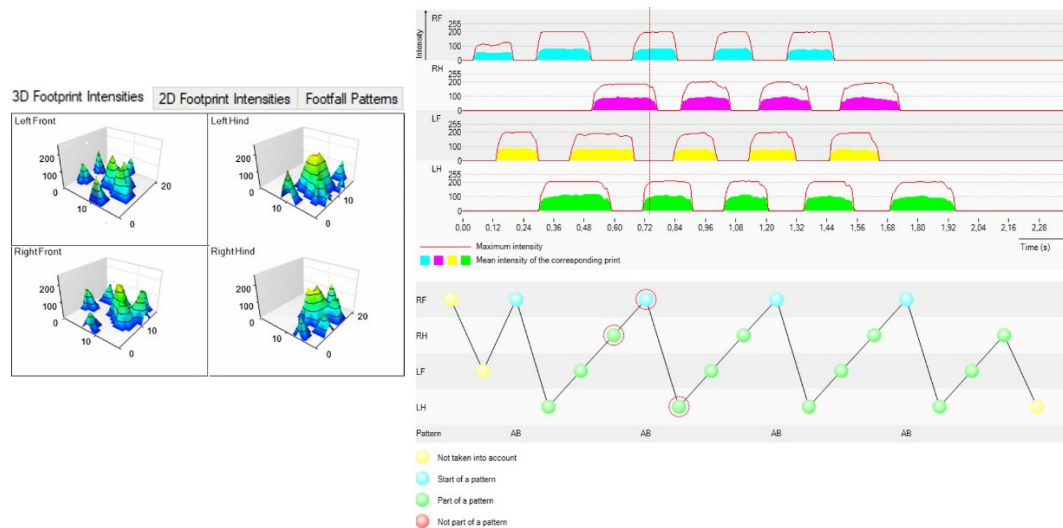 3D Footprint Intensities 2D Footprint Intensities Footfall Patterns
Left Front Left Hind
200
100
0
10
0
20
200
100
0
10
0
10
Right Front Right Hind
200
100
0
10
0
10
200
100
0
10
0
20
Intensity
RF
255
200
100
0
RH
255
200
100
0
LF
255
200
100
0
LH
255
200
100
0
0,00 0,12 0,24 0,36 0,48 0,60 0,72 0,84 0,96 1,08 1,20 1,32 1,44 1,56 1,68 1,80 1,92 2,04 2,16 2,28
Maximum intensity Time (s)
Mean intensity of the corresponding print
RF
RH
LF
LH
Pattern AB AB AB AB
Not taken into account
Start of a pattern
Part of a pattern
Not part of a pattern